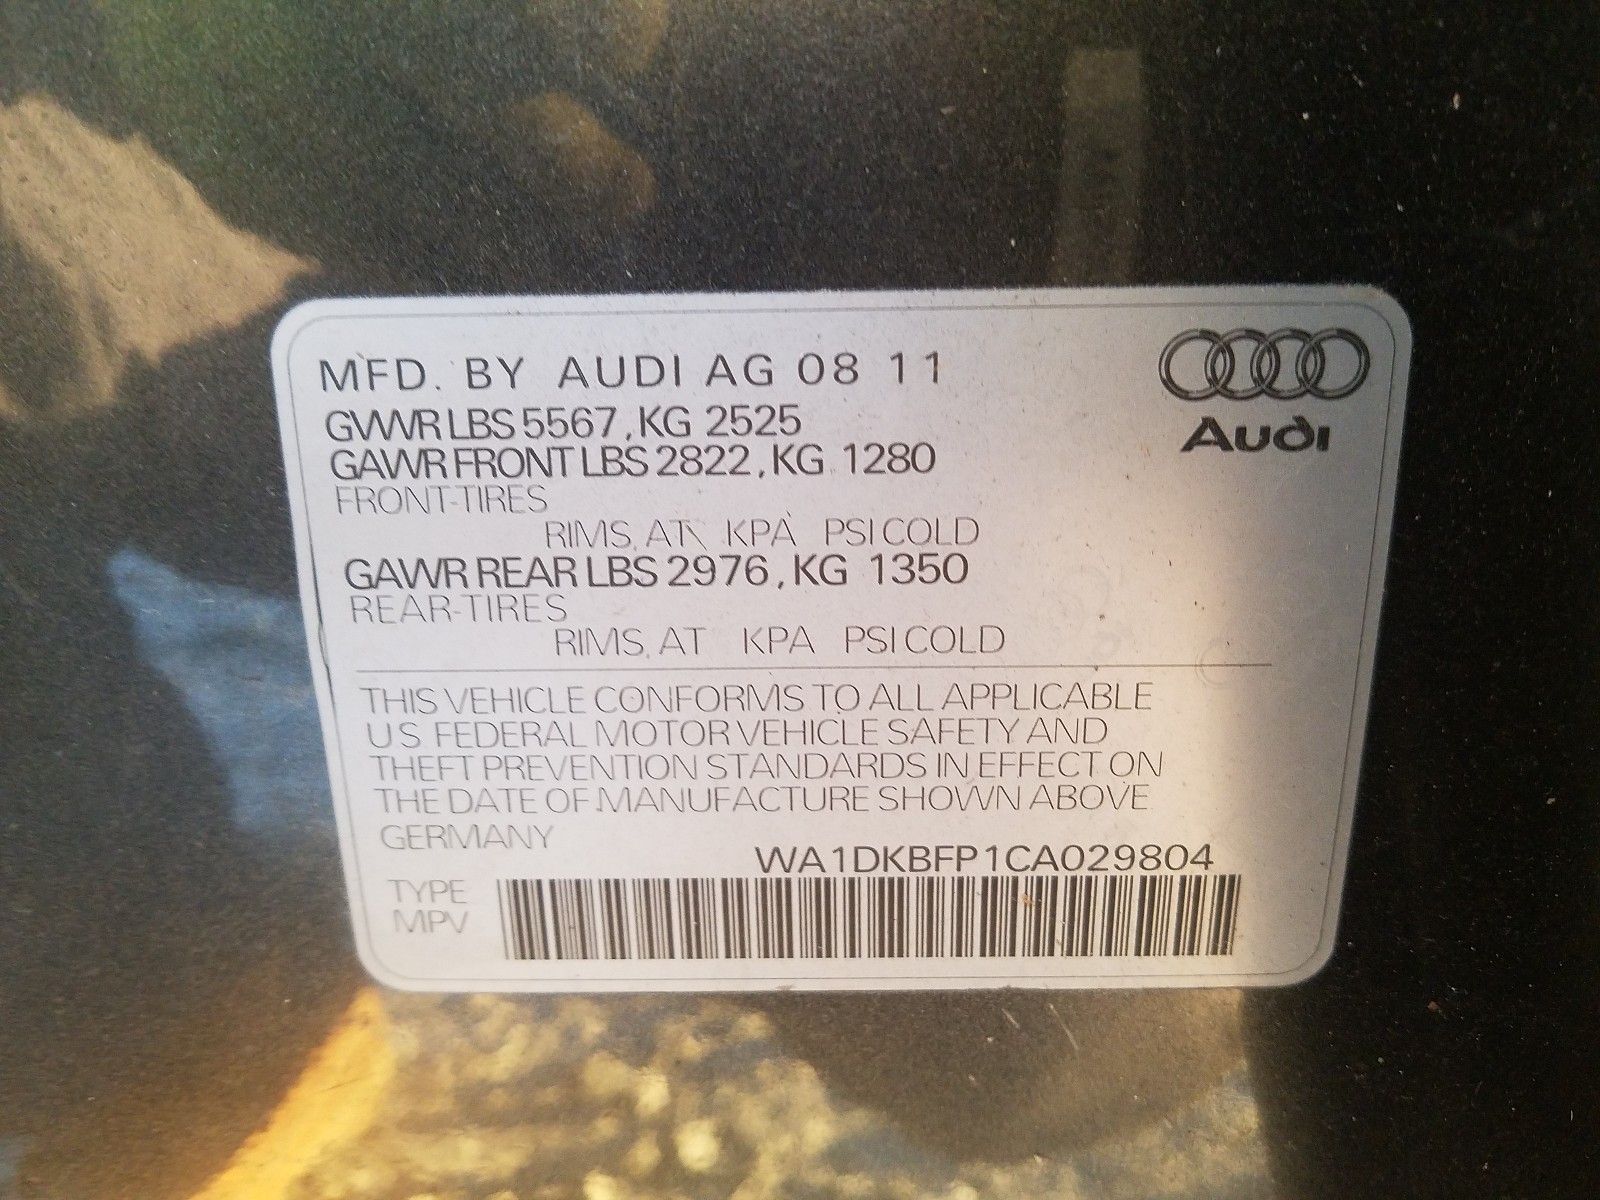 MFD. BY AUDI AG 08 11
Audi
GVWR LBS 5567, KG 2525
GAWR FRONT LBS 2822, KG 1280
FRONT-TIRES
RIMS, AT KPA PSI COLD
GAWR REAR LBS 2976, KG 1350
REAR-TIRES
RIMS, AT KPA PSI COLD
THIS VEHICLE CONFORMS TO ALL APPLICABLE
U S FEDERAL MOTOR VEHICLE SAFETY AND
THEFT PREVENTION STANDARDS IN EFFECT ON
THE DATE OF MANUFACTURE SHOWN ABOVE
GERMANY
WA1DKBFP1CA029804
TYPE
MPV